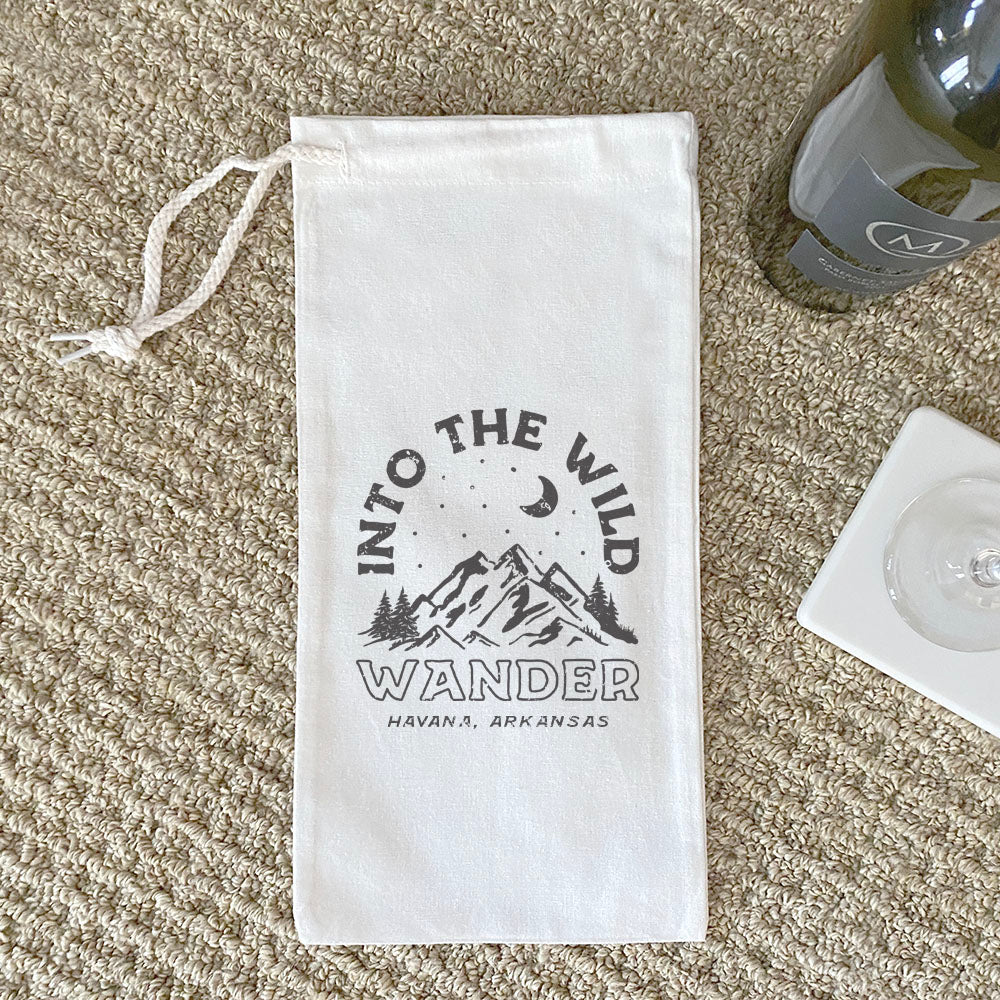 INTO THE WILD
WANDER
HAVANA, ARKANSAS
M